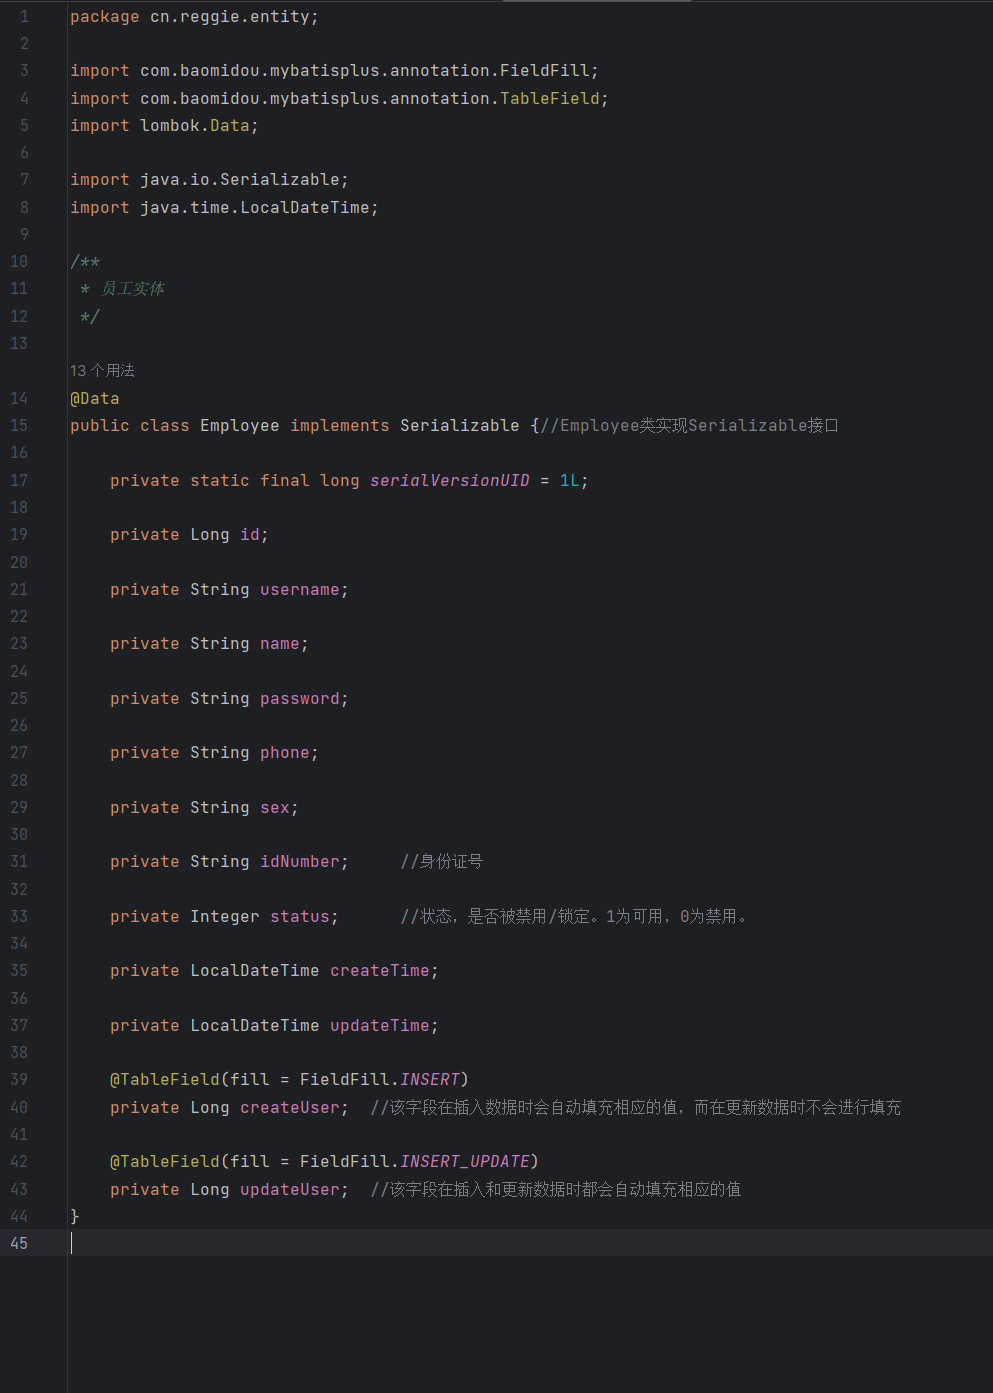 1 package cn.reggie.entity;
2
3 import com.baomidou.mybatisplus.annotation.FieldFill;
4 import com.baomidou.mybatisplus.annotation.TableField;
5 import lombok.Data;
6
7 import java.io.Serializable;
8 import java.time.LocalDateTime;
9
10 /**
11  * 员工实体
12  */
13
13 个用法
14 @Data
15 public class Employee implements Serializable {//Employee类实现Serializable接口
16
17     private static final long serialVersionUID = 1L;
18
19     private Long id;
20
21     private String username;
22
23     private String name;
24
25     private String password;
26
27     private String phone;
28
29     private String sex;
30
31     private String idNumber;     //身份证号
32
33     private Integer status;      //状态，是否被禁用/锁定。1为可用，0为禁用。
34
35     private LocalDateTime createTime;
36
37     private LocalDateTime updateTime;
38
39     @TableField(fill = FieldFill.INSERT)
40     private Long createUser;  //该字段在插入数据时会自动填充相应的值，而在更新数据时不会进行填充
41
42     @TableField(fill = FieldFill.INSERT_UPDATE)
43     private Long updateUser;  //该字段在插入和更新数据时都会自动填充相应的值
44 }
45